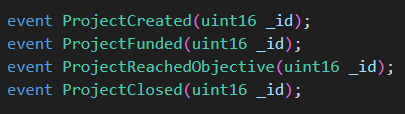 event ProjectCreated(uint16 _id);
event ProjectFunded(uint16 _id);
event ProjectReachedObjective(uint16 _id);
event ProjectClosed(uint16 _id);